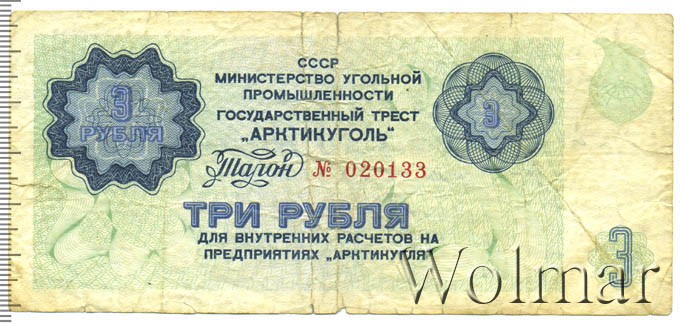 СССР
МИНИСТЕРСТВО УГОЛЬНОЙ
ПРОМЫШЛЕННОСТИ
ГОСУДАРСТВЕННЫЙ ТРЕСТ
„АРКТИКУГОЛЬ"
3
РУБЛЯ
3
Талон № 020133
ТРИ РУБЛЯ
ДЛЯ ВНУТРЕННИХ РАСЧЕТОВ НА
ПРЕДПРИЯТИЯХ „АРКТИКУГЛЯ"
3
Wolmar